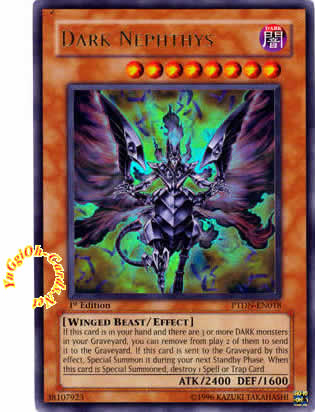 DARK NEPHTHYS
DARK
闇
YuGgiOh-Cards.Net
1st Edition
PTDN-EN018
[WINGED BEAST/EFFECT]
If this card is in your hand and there are 3 or more DARK monsters
in your Graveyard, you can remove from play 2 of them to send
it to the Graveyard. If this card is sent to the Graveyard by this
effect, Special Summon it during your next Standby Phase. When
this card is Special Summoned, destroy 1 Spell or Trap Card.
ATK/2400 DEF/1600
38107923
©1996 KAZUKI TAKAHASHI